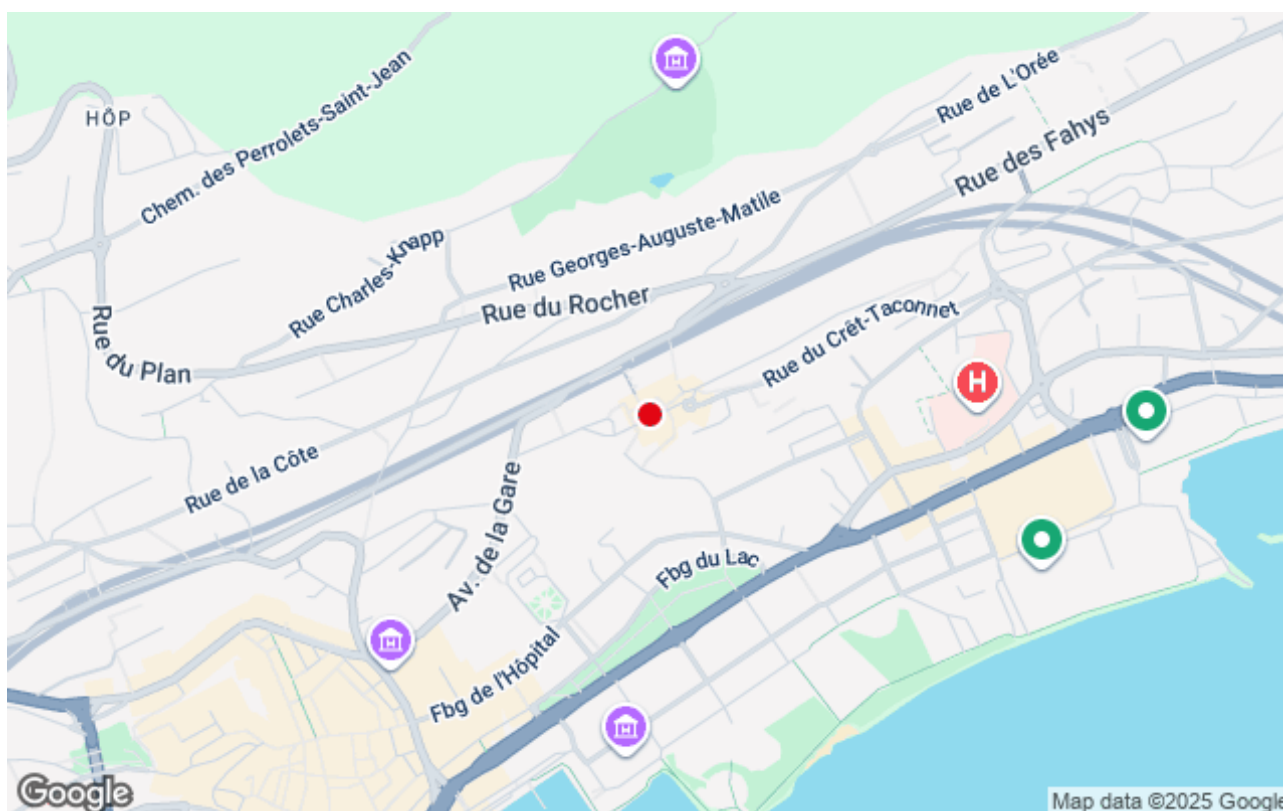 HÔP
Chem. des Perrolets-Saint-Jean
Rue de L'Orée
Rue des Fahys
Rue Georges-Auguste-Matile
Rue Charles-Knapp
Rue du Rocher
Rue du Plan
Rue du Crêt-Taconnet
H
Rue de la Côte
Av. de la Gare
Fbg du Lac
Fbg de l'Hôpital
Google
Map data ©2025 Google